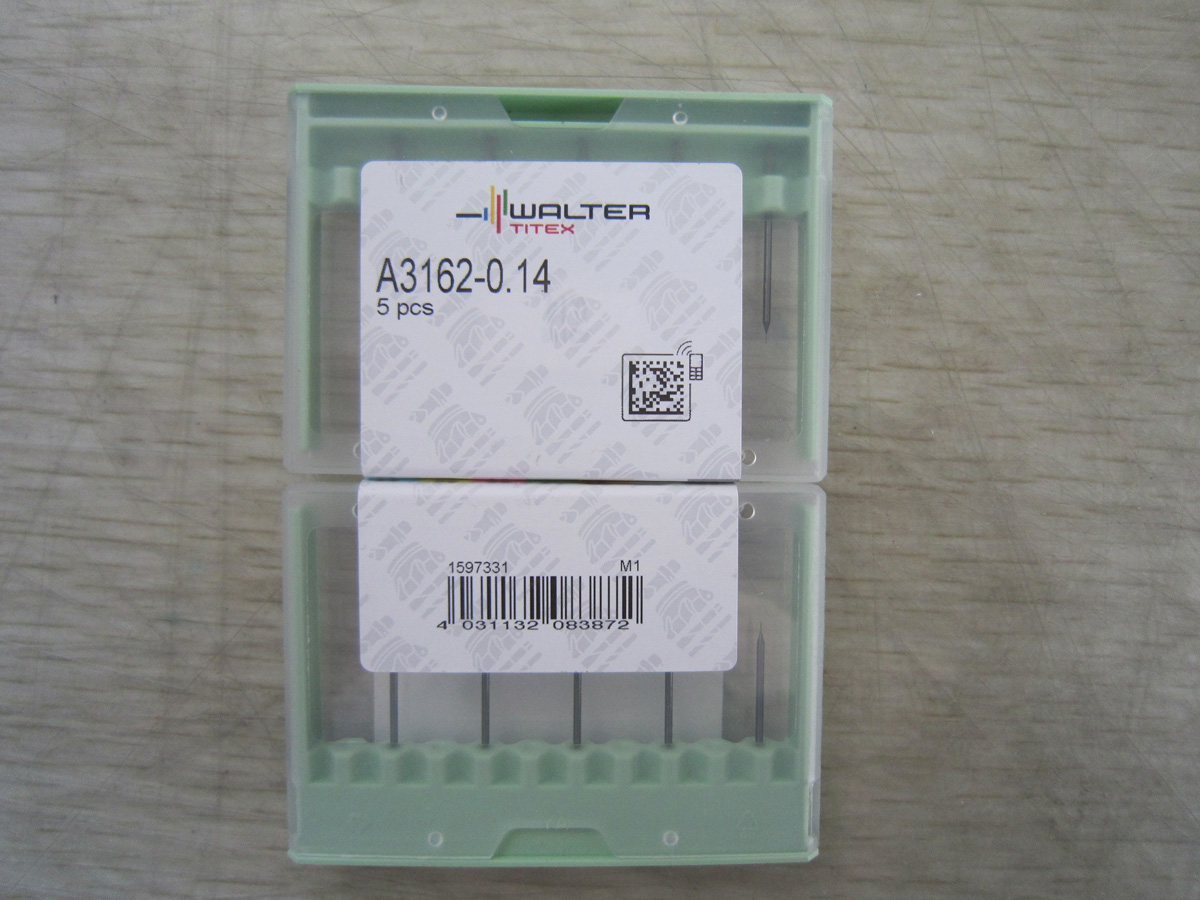 WALTER
TITEX
A3162-0.14
5 pcs
1597331 M1
4 031132 083872